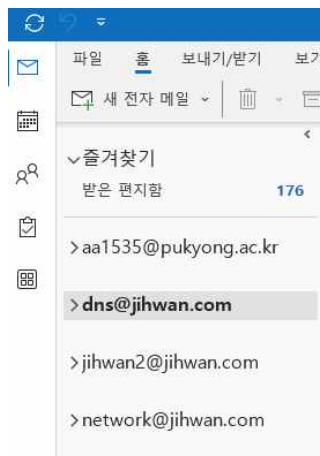 파일 홈 보내기/받기 보기
새 전자 메일
즐겨찾기
받은 편지함 176
aa1535@pukyong.ac.kr
dns@jihwan.com
jihwan2@jihwan.com
network@jihwan.com